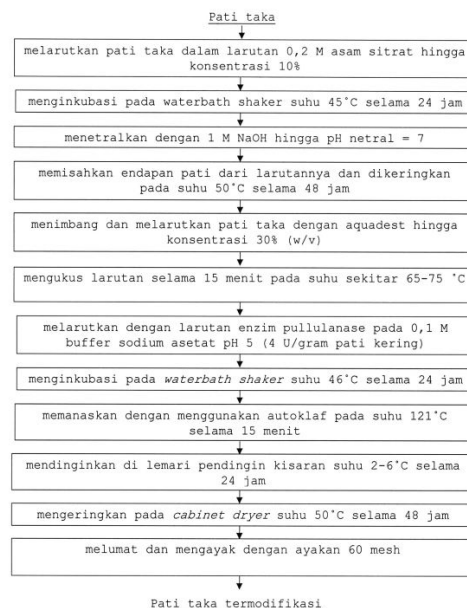 Pati taka
melarutkan pati taka dalam larutan 0,2 M asam sitrat hingga
konsentrasi 10%
menginkubasi pada waterbath shaker suhu 45˚C selama 24 jam
menetralkan dengan 1 M NaOH hingga pH netral = 7
memisahkan endapan pati dari larutannya dan dikeringkan
pada suhu 50˚C selama 48 jam
menimbang dan melarutkan pati taka dengan aquadest hingga
konsentrasi 30% (w/v)
mengukus larutan selama 15 menit pada suhu sekitar 65-75 ˚C
melarutkan dengan larutan enzim pullulanase pada 0,1 M
buffer sodium asetat pH 5 (4 U/gram pati kering)
menginkubasi pada waterbath shaker suhu 46˚C selama 24 jam
memanaskan dengan menggunakan autoklaf pada suhu 121˚C
selama 15 menit
mendinginkan di lemari pendingin kisaran suhu 2-6˚C selama
24 jam
mengeringkan pada cabinet dryer suhu 50˚C selama 48 jam
melumat dan mengayak dengan ayakan 60 mesh
Pati taka termodifikasi